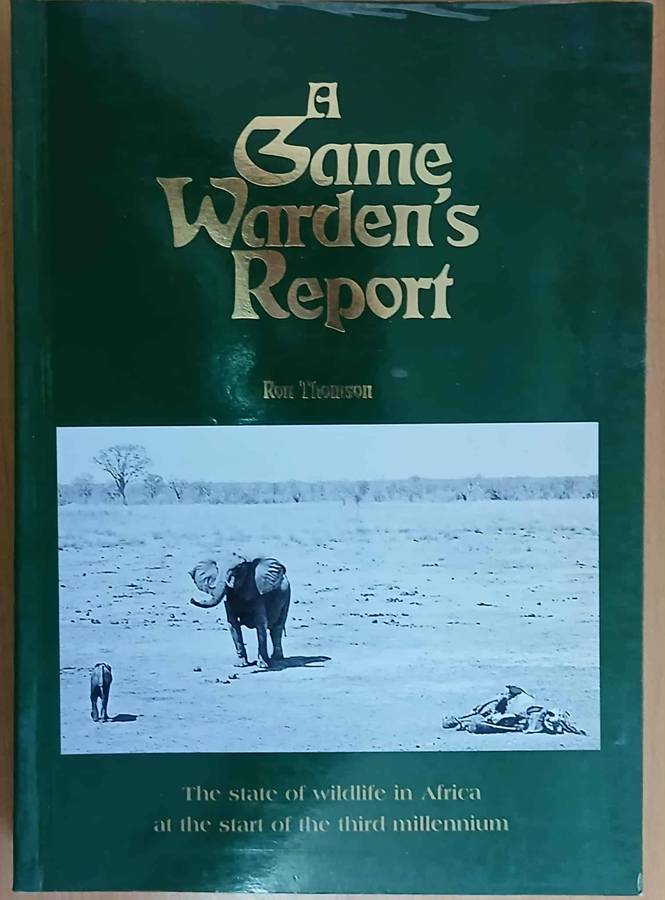 A
Game
Warden's
Report
Ron Thomson
The state of wildlife in Africa
at the start of the third millennium